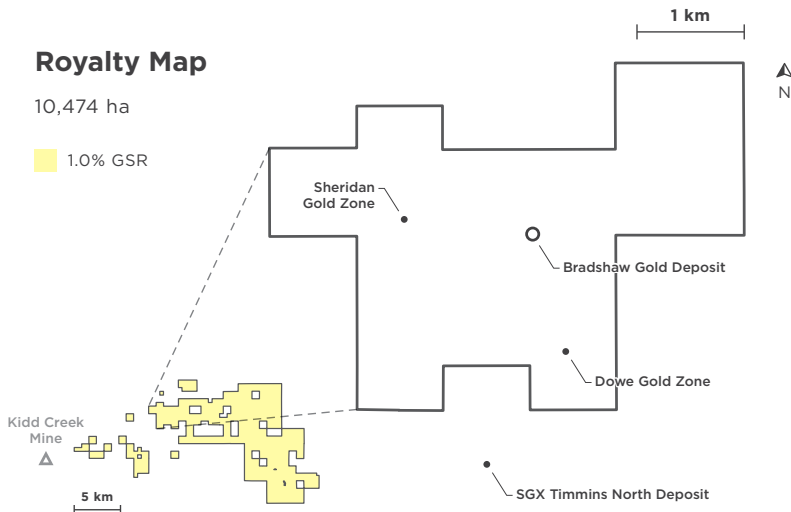 1 km
Royalty Map
N
10,474 ha
1.0% GSR
Sheridan
Gold Zone
Bradshaw Gold Deposit
Dowe Gold Zone
Kidd Creek
Mine
5 km
SGX Timmins North Deposit